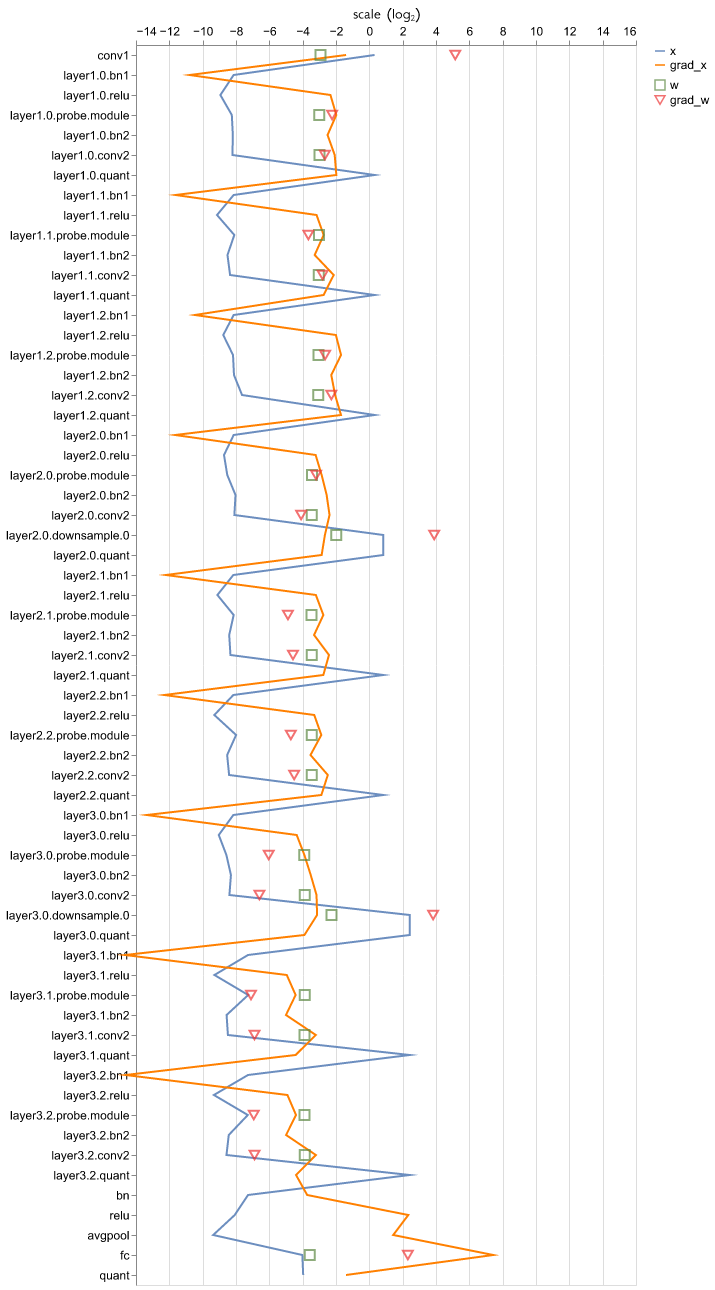 scale (log₂)
−14 −12 −10 −8 −6 −4 −2 0 2 4 6 8 10 12 14 16
conv1
layer1.0.bn1
layer1.0.relu
layer1.0.probe.module
layer1.0.bn2
layer1.0.conv2
layer1.0.quant
layer1.1.bn1
layer1.1.relu
layer1.1.probe.module
layer1.1.bn2
layer1.1.conv2
layer1.1.quant
layer1.2.bn1
layer1.2.relu
layer1.2.probe.module
layer1.2.bn2
layer1.2.conv2
layer1.2.quant
layer2.0.bn1
layer2.0.relu
layer2.0.probe.module
layer2.0.bn2
layer2.0.conv2
layer2.0.downsample.0
layer2.0.quant
layer2.1.bn1
layer2.1.relu
layer2.1.probe.module
layer2.1.bn2
layer2.1.conv2
layer2.1.quant
layer2.2.bn1
layer2.2.relu
layer2.2.probe.module
layer2.2.bn2
layer2.2.conv2
layer2.2.quant
layer3.0.bn1
layer3.0.relu
layer3.0.probe.module
layer3.0.bn2
layer3.0.conv2
layer3.0.downsample.0
layer3.0.quant
layer3.1.bn1
layer3.1.relu
layer3.1.probe.module
layer3.1.bn2
layer3.1.conv2
layer3.1.quant
layer3.2.bn1
layer3.2.relu
layer3.2.probe.module
layer3.2.bn2
layer3.2.conv2
layer3.2.quant
bn
relu
avgpool
fc
quant
x
grad_x
w
grad_w